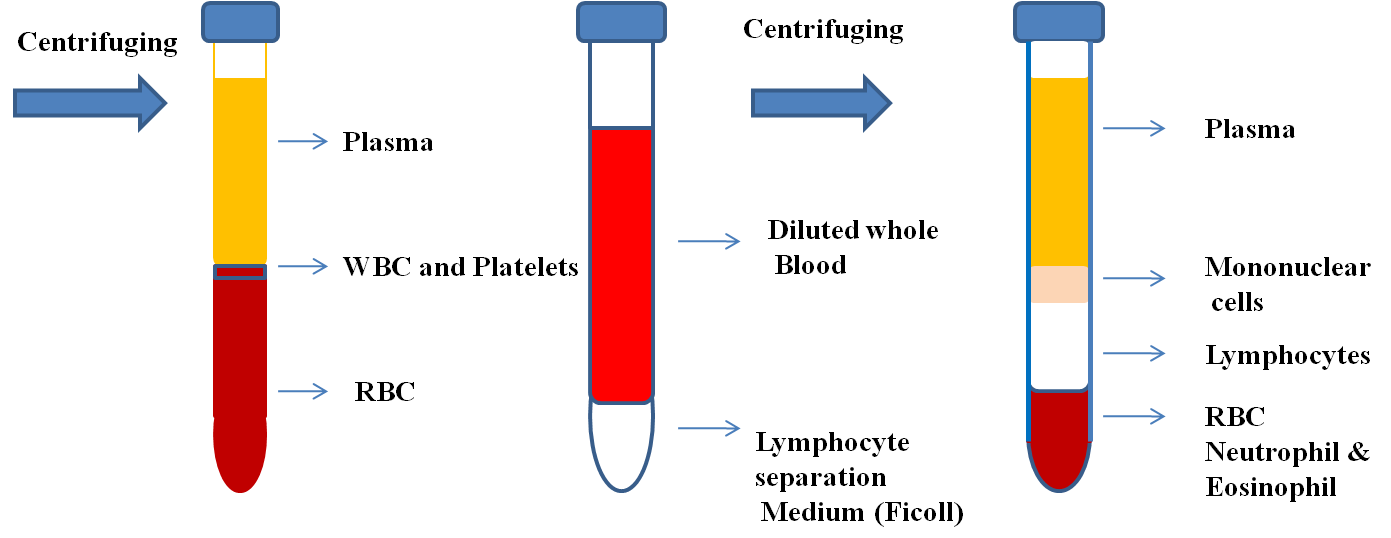 Centrifuging
Plasma
WBC and Platelets
RBC
Diluted whole
Blood
Lymphocyte
separation
Medium (Ficoll)
Centrifuging
Plasma
Mononuclear
cells
Lymphocytes
RBC
Neutrophil &
Eosinophil